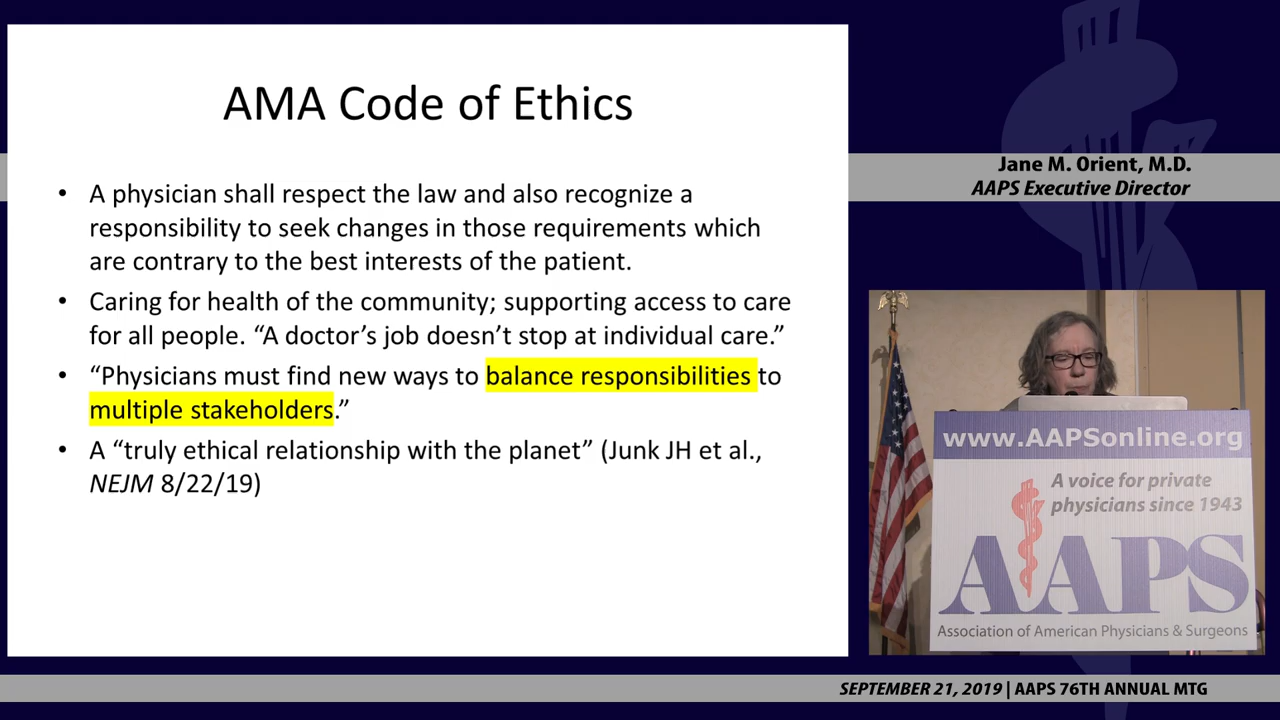 AMA Code of Ethics
• A physician shall respect the law and also recognize a
responsibility to seek changes in those requirements which
are contrary to the best interests of the patient.
• Caring for health of the community; supporting access to care
for all people. “A doctor’s job doesn’t stop at individual care.”
• “Physicians must find new ways to balance responsibilities to
multiple stakeholders.”
• A “truly ethical relationship with the planet” (Junk JH et al.,
NEJM 8/22/19)
Jane M. Orient, M.D.
AAPS Executive Director
www.AAPSonline.org
A voice for private
physicians since 1943
AAPS
Association of American Physicians & Surgeons
SEPTEMBER 21, 2019 | AAPS 76TH ANNUAL MTG